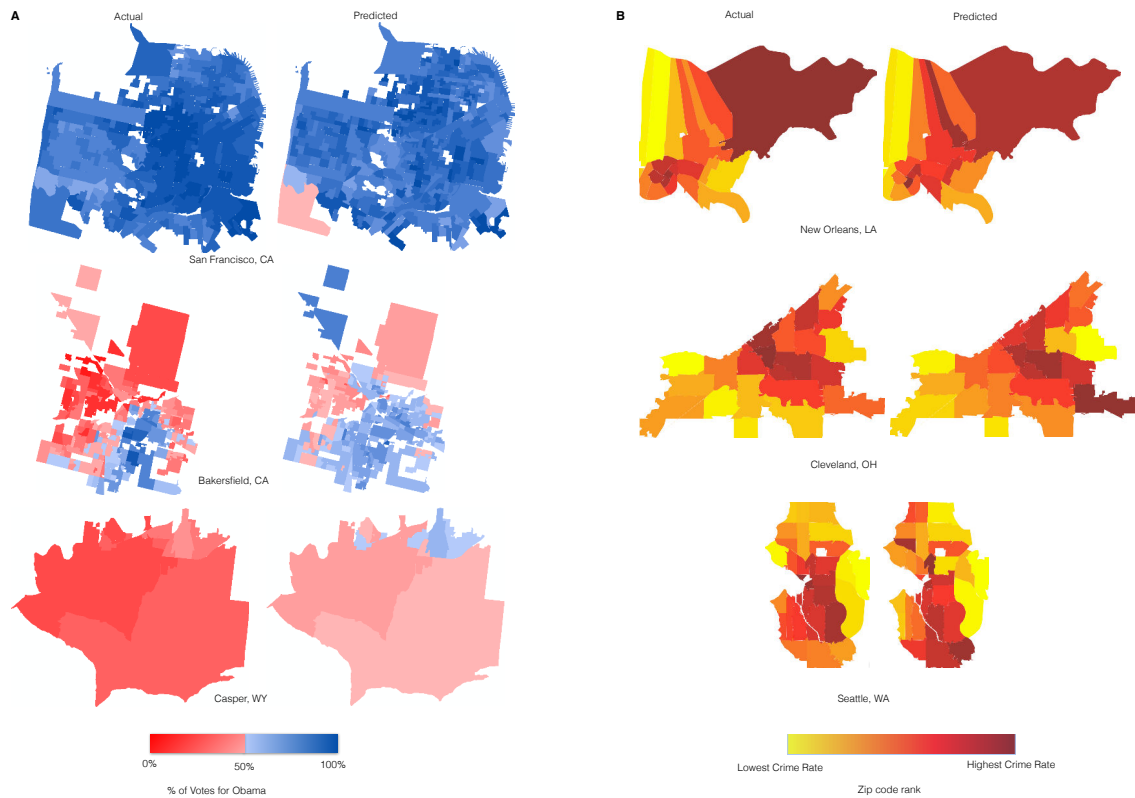 A
Actual
Predicted
San Francisco, CA
Bakersfield, CA
Casper, WY
0%
50%
100%
% of Votes for Obama
B
Actual
Predicted
New Orleans, LA
Cleveland, OH
Seattle, WA
Lowest Crime Rate
Highest Crime Rate
Zip code rank